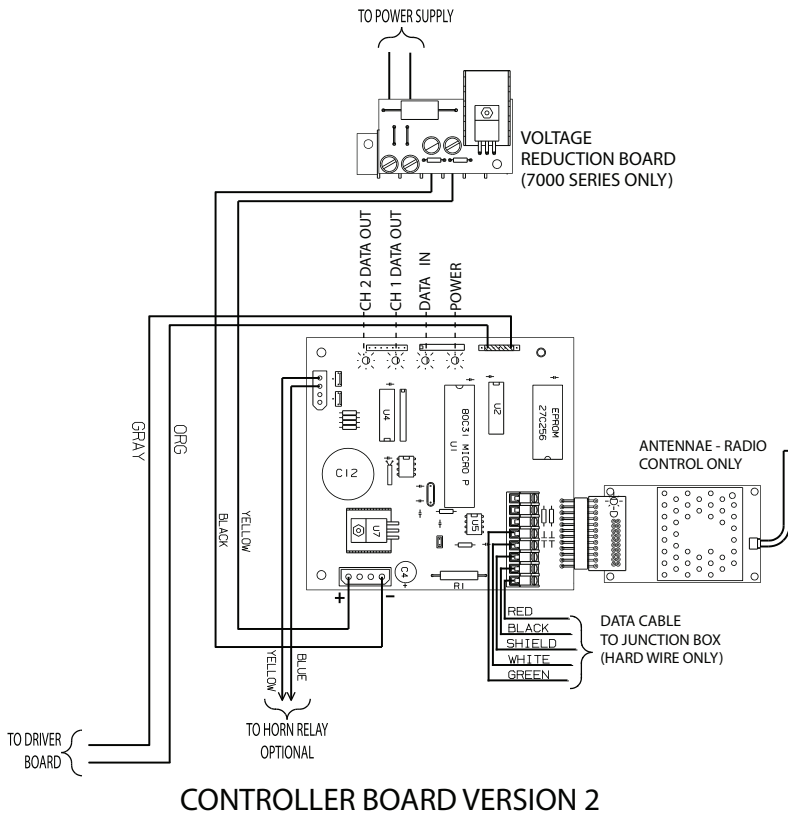 TO POWER SUPPLY
VOLTAGE
REDUCTION BOARD
(7000 SERIES ONLY)
CH 2 DATA OUT
CH 1 DATA OUT
DATA IN
POWER
GRAY
ORG
BLACK
YELLOW
U4
80C31 MICRO P
U1
U2
EPROM
27C256
C12
U7
U5
C4
+
R1
+
-
ANTENNAE - RADIO
CONTROL ONLY
RED
BLACK
SHIELD
WHITE
GREEN
DATA CABLE
TO JUNCTION BOX
(HARD WIRE ONLY)
YELLOW
BLUE
TO HORN RELAY
OPTIONAL
TO DRIVER
BOARD
CONTROLLER BOARD VERSION 2